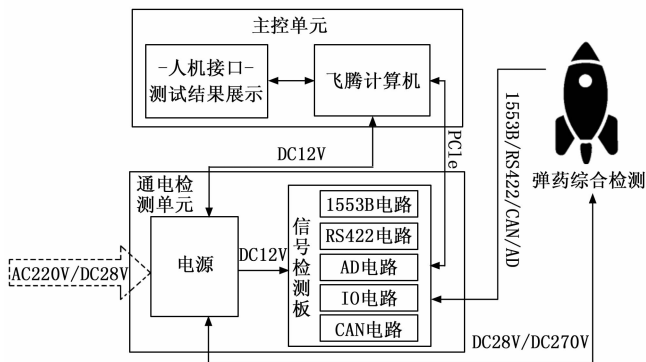 主控单元
-人机接口-
测试结果展示
飞腾计算机
DC12V
PCle
1553B/RS422/CAN/AD
弹药综合检测
通电检
测单元
信号检测板
1553B电路
RS422电路
AD电路
IO电路
CAN电路
电源
DC12V
AC220V/DC28V
DC28V/DC270V